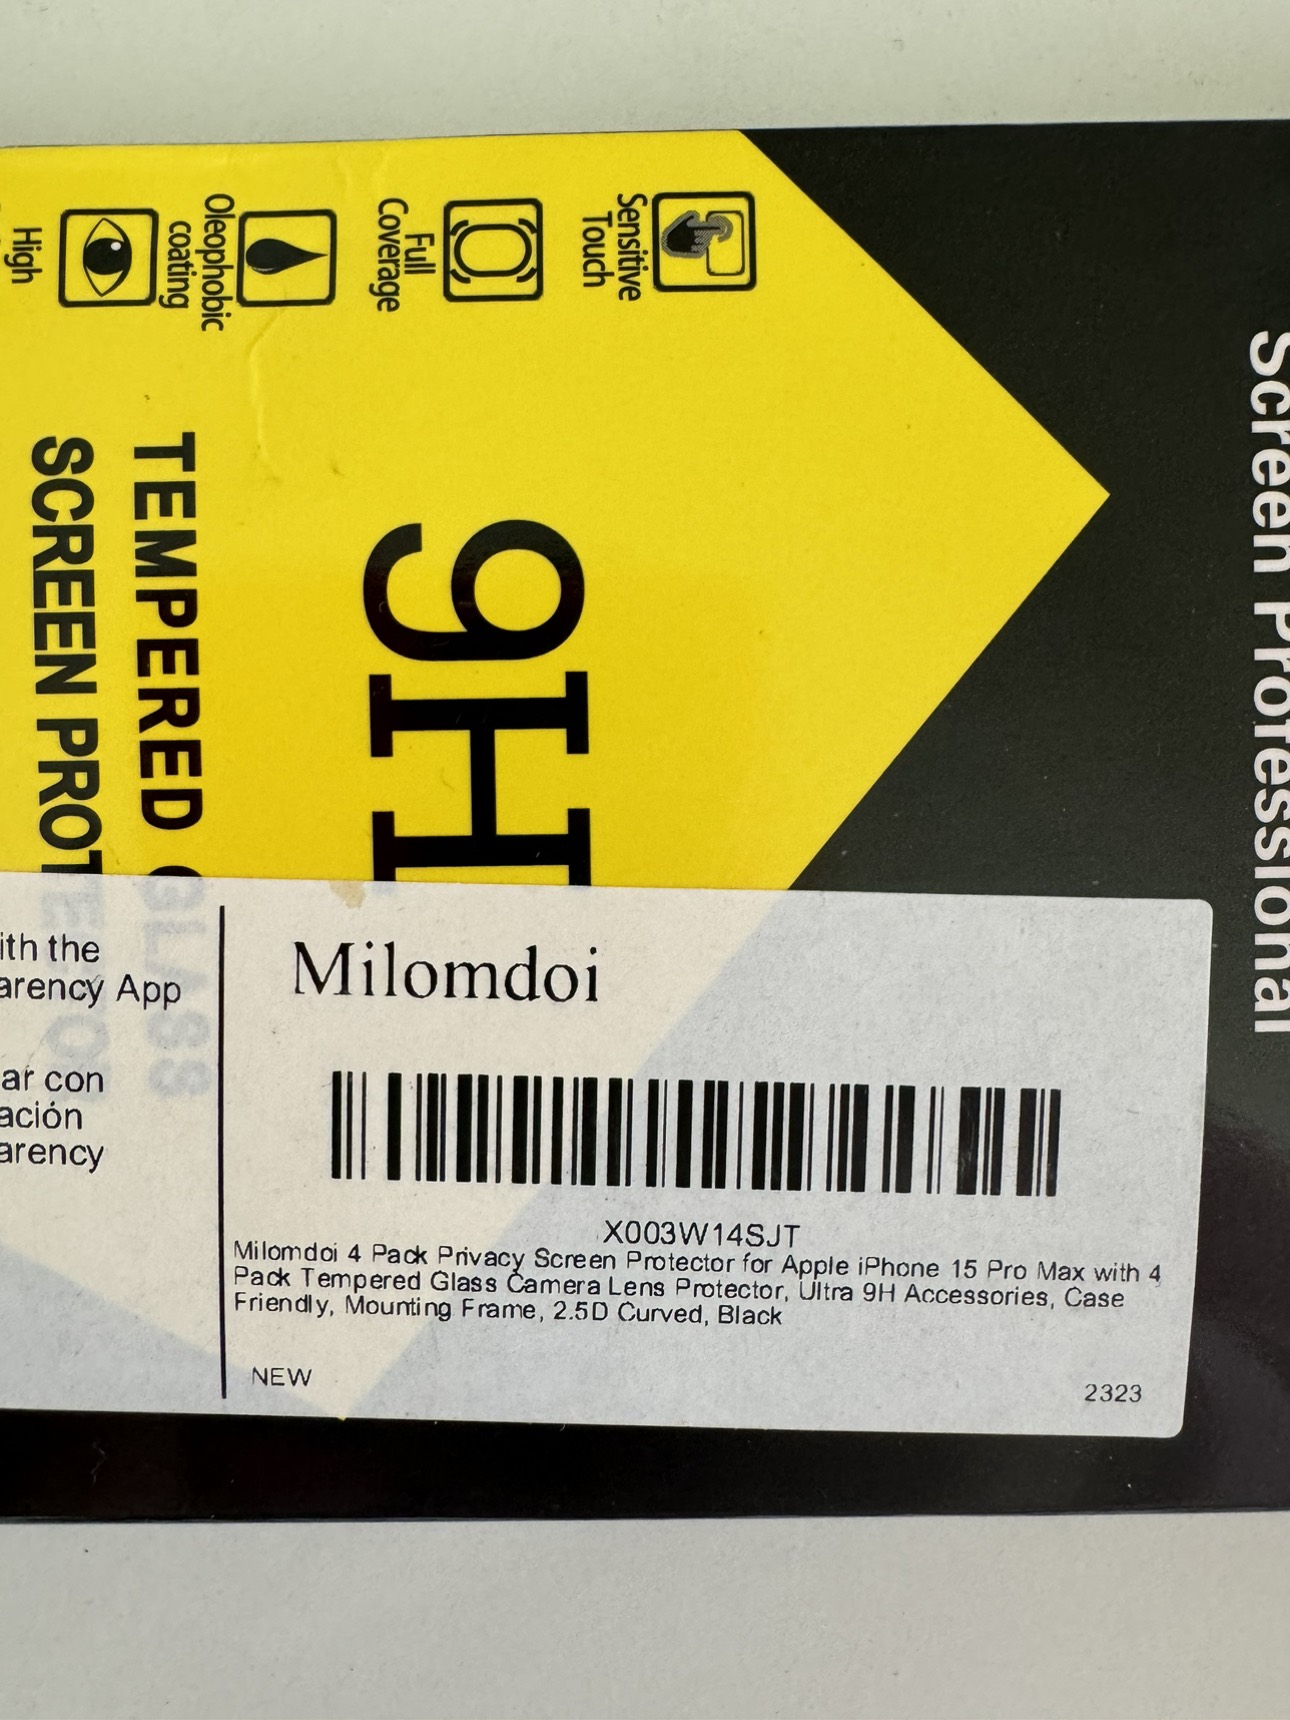 Sensitive
Touch
Full
Coverage
Oleophobic
coating
High
9H
TEMPERED GLASS
SCREEN PROTECTOR
Screen Professional
ith the
arency App
ar con
ación
arency
Milomdoi
X003W14SJT
Milomdoi 4 Pack Privacy Screen Protector for Apple iPhone 15 Pro Max with 4
Pack Tempered Glass Camera Lens Protector, Ultra 9H Accessories, Case
Friendly, Mounting Frame, 2.5D Curved, Black
NEW
2323